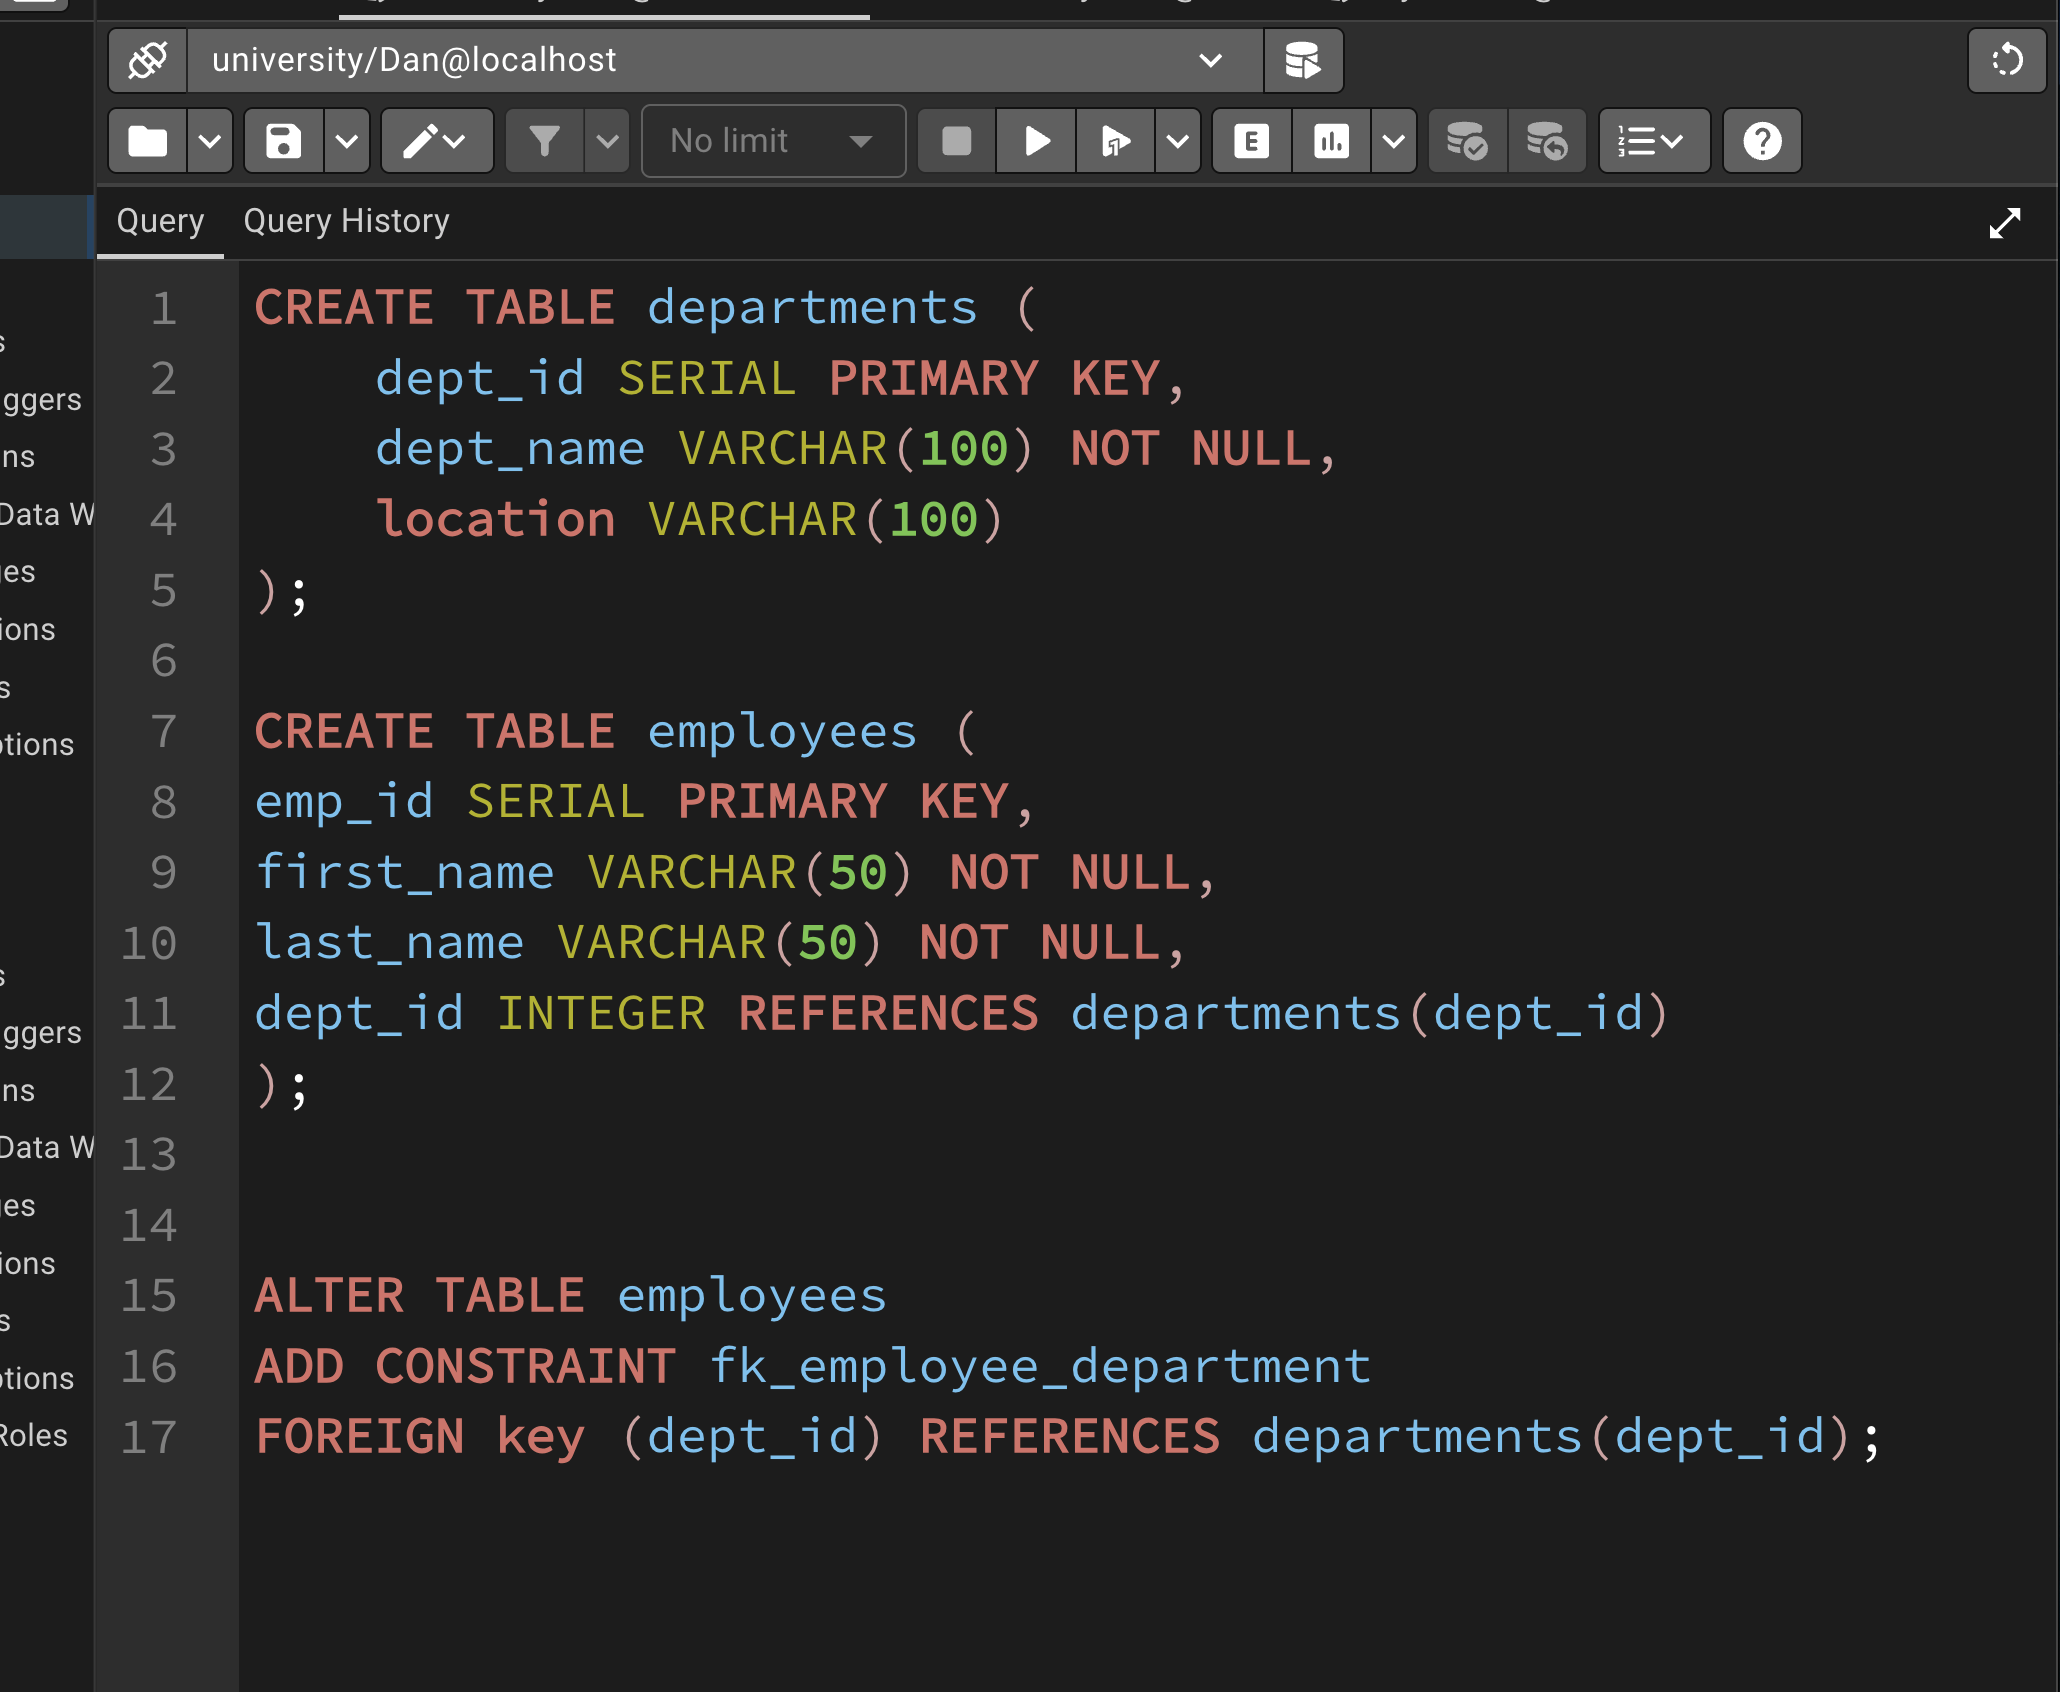 university/Dan@localhost
No limit
Query Query History
1 CREATE TABLE departments (
2 dept_id SERIAL PRIMARY KEY,
3 dept_name VARCHAR(100) NOT NULL,
4 location VARCHAR(100)
5 );
6
7 CREATE TABLE employees (
8 emp_id SERIAL PRIMARY KEY,
9 first_name VARCHAR(50) NOT NULL,
10 last_name VARCHAR(50) NOT NULL,
11 dept_id INTEGER REFERENCES departments(dept_id)
12 );
13
14
15 ALTER TABLE employees
16 ADD CONSTRAINT fk_employee_department
17 FOREIGN key (dept_id) REFERENCES departments(dept_id);
ggers
ns
Data W
ges
ions
s
ptions
s
ggers
ns
Data W
ges
ions
s
ptions
Roles